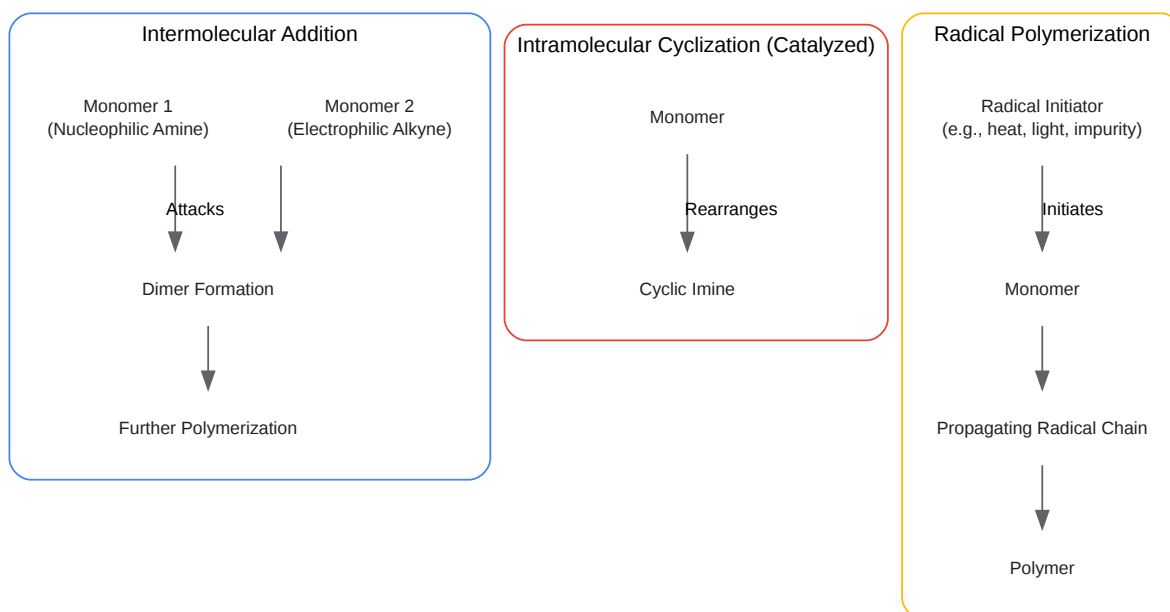 Intermolecular Addition
Monomer 1
(Nucleophilic Amine)
Monomer 2
(Electrophilic Alkyne)
Attacks
Dimer Formation
Further Polymerization
Intramolecular Cyclization (Catalyzed)
Monomer
Rearranges
Cyclic Imine
Radical Polymerization
Radical Initiator
(e.g., heat, light, impurity)
Initiates
Monomer
Propagating Radical Chain
Polymer